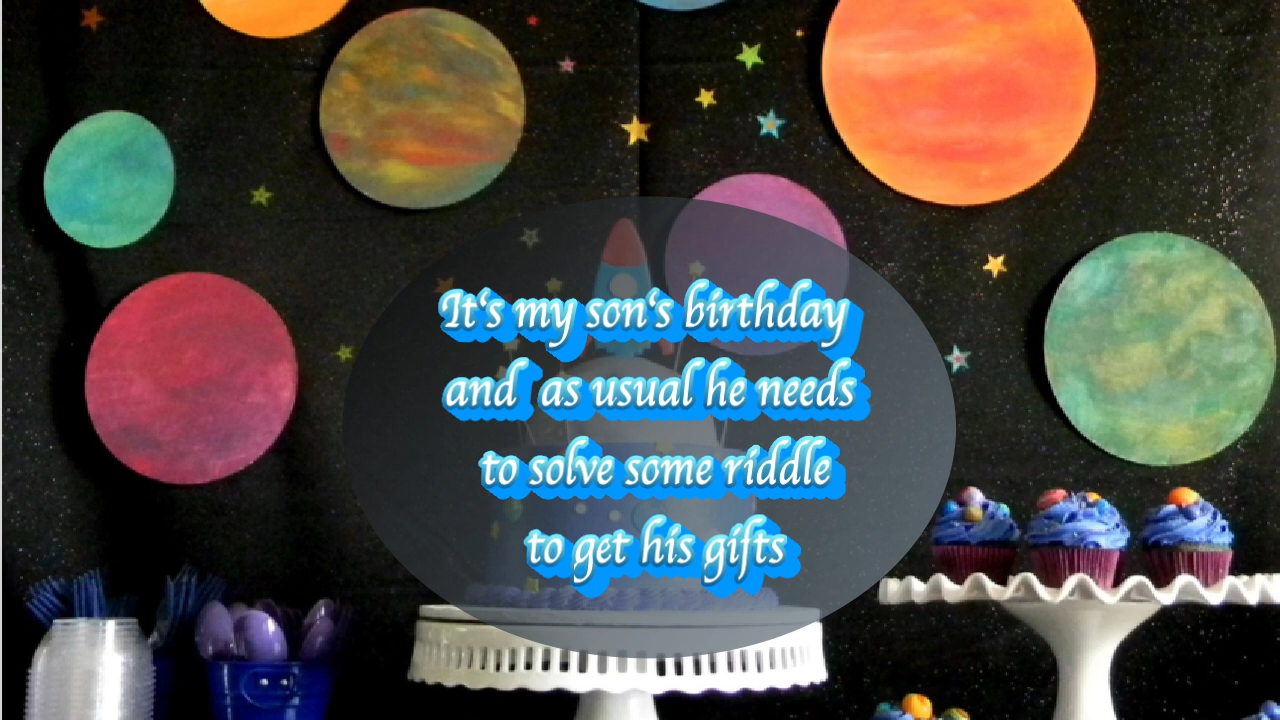 It‘s my son‘s birthday
and  as usual he needs
to solve some riddle
to get his gifts